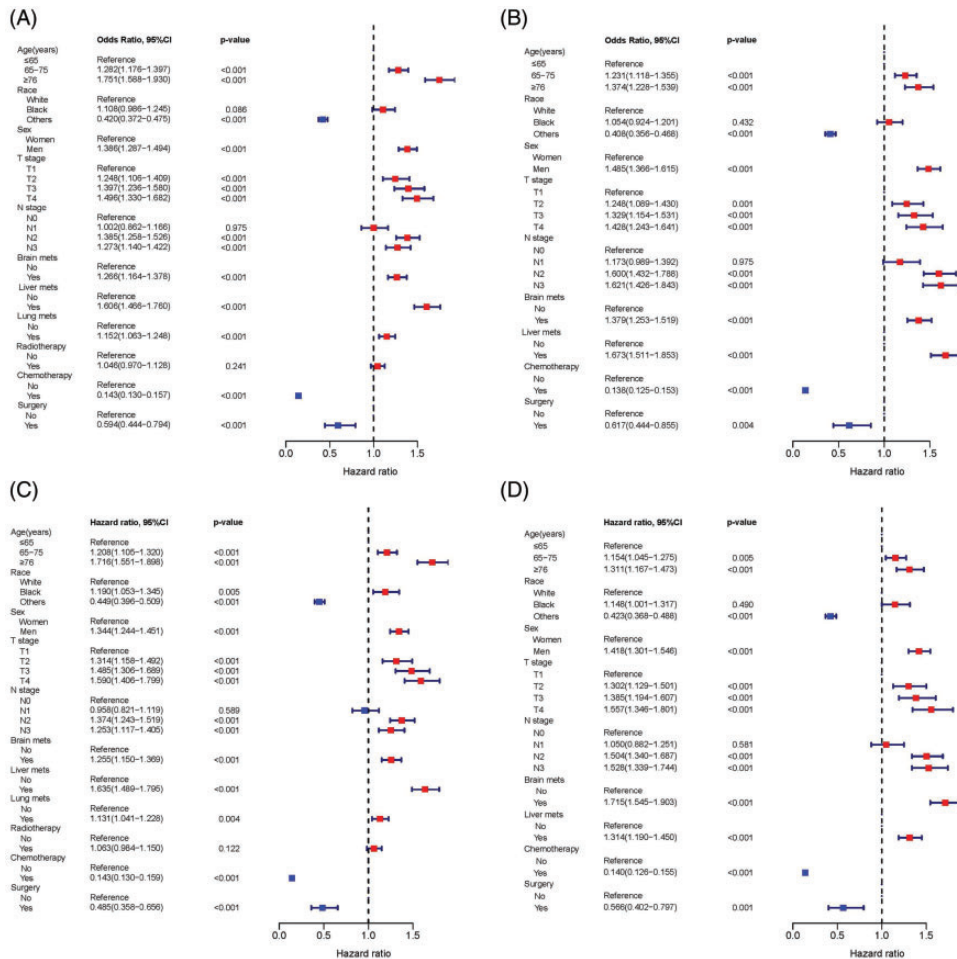 (A)
Odds Ratio, 95%CI p-value
Age(years)
≤65 Reference
65−75 1.282(1.176−1.397) <0.001
≥76 1.751(1.588−1.930) <0.001
Race
White Reference
Black 1.108(0.986−1.245) 0.086
Others 0.420(0.372−0.475) <0.001
Sex
Women Reference
Men 1.386(1.287−1.494) <0.001
T stage
T1 Reference
T2 1.248(1.106−1.409) <0.001
T3 1.397(1.236−1.580) <0.001
T4 1.496(1.330−1.682) <0.001
N stage
N0 Reference
N1 1.002(0.862−1.166) 0.975
N2 1.385(1.258−1.526) <0.001
N3 1.273(1.140−1.422) <0.001
Brain mets
No Reference
Yes 1.266(1.164−1.378) <0.001
Liver mets
No Reference
Yes 1.606(1.466−1.760) <0.001
Lung mets
No Reference
Yes 1.152(1.063−1.248) <0.001
Radiotherapy
No Reference
Yes 1.046(0.970−1.128) 0.241
Chemotherapy
No Reference
Yes 0.143(0.130−0.157) <0.001
Surgery
No Reference
Yes 0.594(0.444−0.794) <0.001
0.0 0.5 1.0 1.5
Hazard ratio
(B)
Odds Ratio, 95%CI p-value
Age(years)
≤65 Reference
65−75 1.231(1.118−1.355) <0.001
≥76 1.374(1.228−1.539) <0.001
Race
White Reference
Black 1.054(0.924−1.201) 0.432
Others 0.408(0.356−0.468) <0.001
Sex
Women Reference
Men 1.485(1.366−1.615) <0.001
T stage
T1 Reference
T2 1.248(1.089−1.430) 0.001
T3 1.329(1.154−1.531) <0.001
T4 1.428(1.243−1.641) <0.001
N stage
N0 Reference
N1 1.173(0.989−1.392) 0.975
N2 1.600(1.432−1.788) <0.001
N3 1.621(1.426−1.843) <0.001
Brain mets
No Reference
Yes 1.379(1.253−1.519) <0.001
Liver mets
No Reference
Yes 1.673(1.511−1.853) <0.001
Chemotherapy
No Reference
Yes 0.138(0.125−0.153) <0.001
Surgery
No Reference
Yes 0.617(0.444−0.855) 0.004
0.0 0.5 1.0 1.5
Hazard ratio
(C)
Hazard ratio, 95%CI p-value
Age(years)
≤65 Reference
65−75 1.208(1.105−1.320) <0.001
≥76 1.716(1.551−1.898) <0.001
Race
White Reference
Black 1.190(1.053−1.345) 0.005
Others 0.449(0.396−0.509) <0.001
Sex
Women Reference
Men 1.344(1.244−1.451) <0.001
T stage
T1 Reference
T2 1.314(1.158−1.492) <0.001
T3 1.485(1.306−1.689) <0.001
T4 1.590(1.406−1.799) <0.001
N stage
N0 Reference
N1 0.958(0.821−1.119) 0.589
N2 1.374(1.243−1.519) <0.001
N3 1.253(1.117−1.405) <0.001
Brain mets
No Reference
Yes 1.255(1.150−1.369) <0.001
Liver mets
No Reference
Yes 1.635(1.489−1.795) <0.001
Lung mets
No Reference
Yes 1.131(1.041−1.228) 0.004
Radiotherapy
No Reference
Yes 1.063(0.984−1.150) 0.122
Chemotherapy
No Reference
Yes 0.143(0.130−0.159) <0.001
Surgery
No Reference
Yes 0.485(0.358−0.656) <0.001
0.0 0.5 1.0 1.5
Hazard ratio
(D)
Hazard ratio, 95%CI p-value
Age(years)
≤65 Reference
65−75 1.154(1.045−1.275) 0.005
≥76 1.311(1.167−1.473) <0.001
Race
White Reference
Black 1.148(1.001−1.317) 0.490
Others 0.423(0.368−0.488) <0.001
Sex
Women Reference
Men 1.418(1.301−1.546) <0.001
T stage
T1 Reference
T2 1.302(1.129−1.501) <0.001
T3 1.385(1.194−1.607) <0.001
T4 1.557(1.346−1.801) <0.001
N stage
N0 Reference
N1 1.050(0.882−1.251) 0.581
N2 1.504(1.340−1.687) <0.001
N3 1.528(1.339−1.744) <0.001
Brain mets
No Reference
Yes 1.715(1.545−1.903) <0.001
Liver mets
No Reference
Yes 1.314(1.190−1.450) <0.001
Chemotherapy
No Reference
Yes 0.140(0.126−0.155) <0.001
Surgery
No Reference
Yes 0.566(0.402−0.797) 0.001
0.0 0.5 1.0 1.5
Hazard ratio